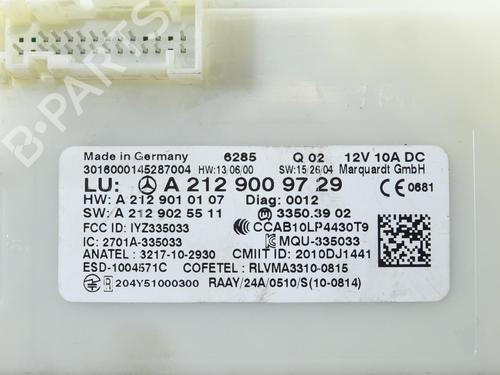 B-PARTS
Made in Germany 6285 Q 02 12V 10A DC
3016000145287004 HW:13/06/00 SW:15/26/04 Marquardt GmbH
LU: A 212 900 97 29 CE 0681
HW: A 212 901 01 07 Diag: 0012
SW: A 212 902 55 11 3350.39 02
FCC ID: IYZ335033 CCAB10LP4430T9
IC: 2701A-335033 MQU-335033
ANATEL : 3217-10-2930 CMIIT ID: 2010DJ1441
ESD-1004571C COFETEL : RLVMA3310-0815
R 204Y51000300 RAAY/24A/0510/S(10-0814)